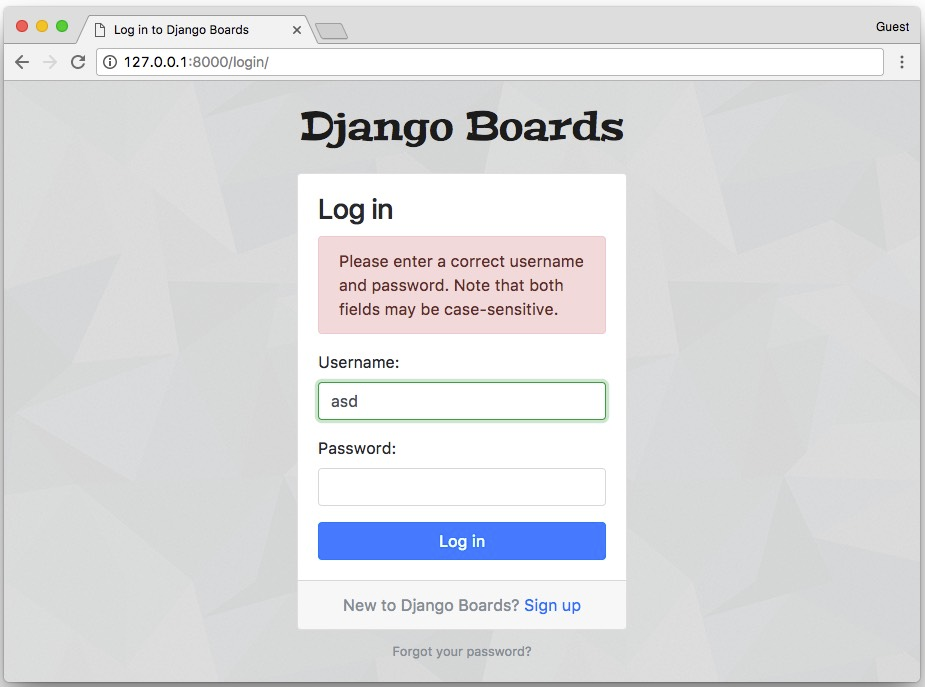 Log in to Django Boards
Guest
127.0.0.1:8000/login/
Django Boards
Log in
Please enter a correct username
and password. Note that both
fields may be case-sensitive.
Username:
asd
Password:
Log in
New to Django Boards? Sign up
Forgot your password?